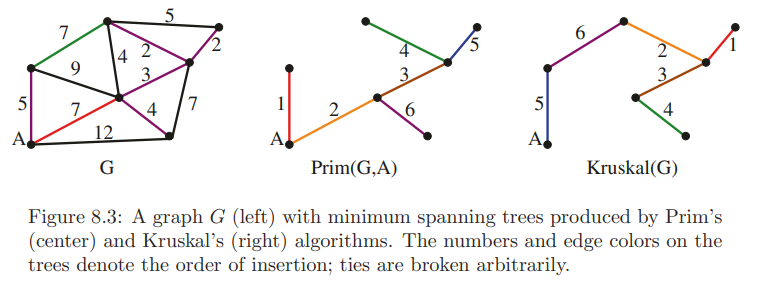 5
7
2
4
2
6
5
4
2
1
9
3
3
3
5
7
4
7
1
2
6
5
4
A
12
A
A
G
Prim(G,A)
Kruskal(G)
Figure 8.3: A graph G (left) with minimum spanning trees produced by Prim's
(center) and Kruskal's (right) algorithms. The numbers and edge colors on the
trees denote the order of insertion; ties are broken arbitrarily.